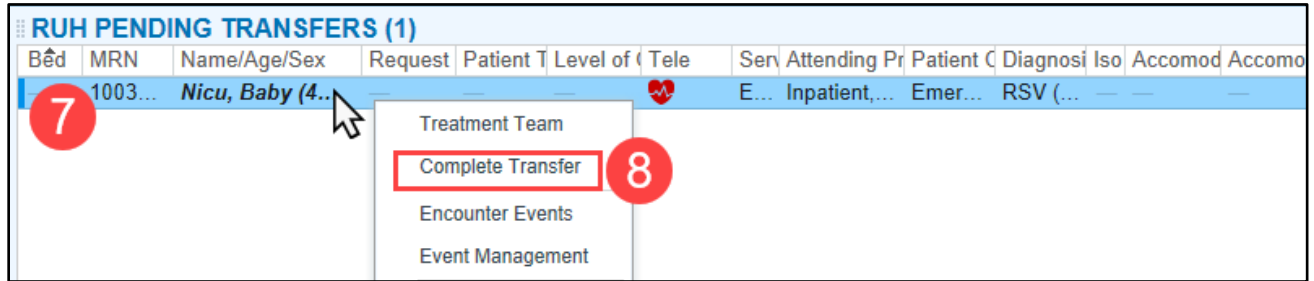 RUH PENDING TRANSFERS (1)
Bed MRN Name/Age/Sex Request Patient T Level of ( Tele Serv Attending Pr Patient C Diagnosi Iso Accomod Accomo
— 1003... Nicu, Baby (4... — — — E... Inpatient,... Emer... RSV (... — — —
7
Treatment Team
Complete Transfer
8
Encounter Events
Event Management